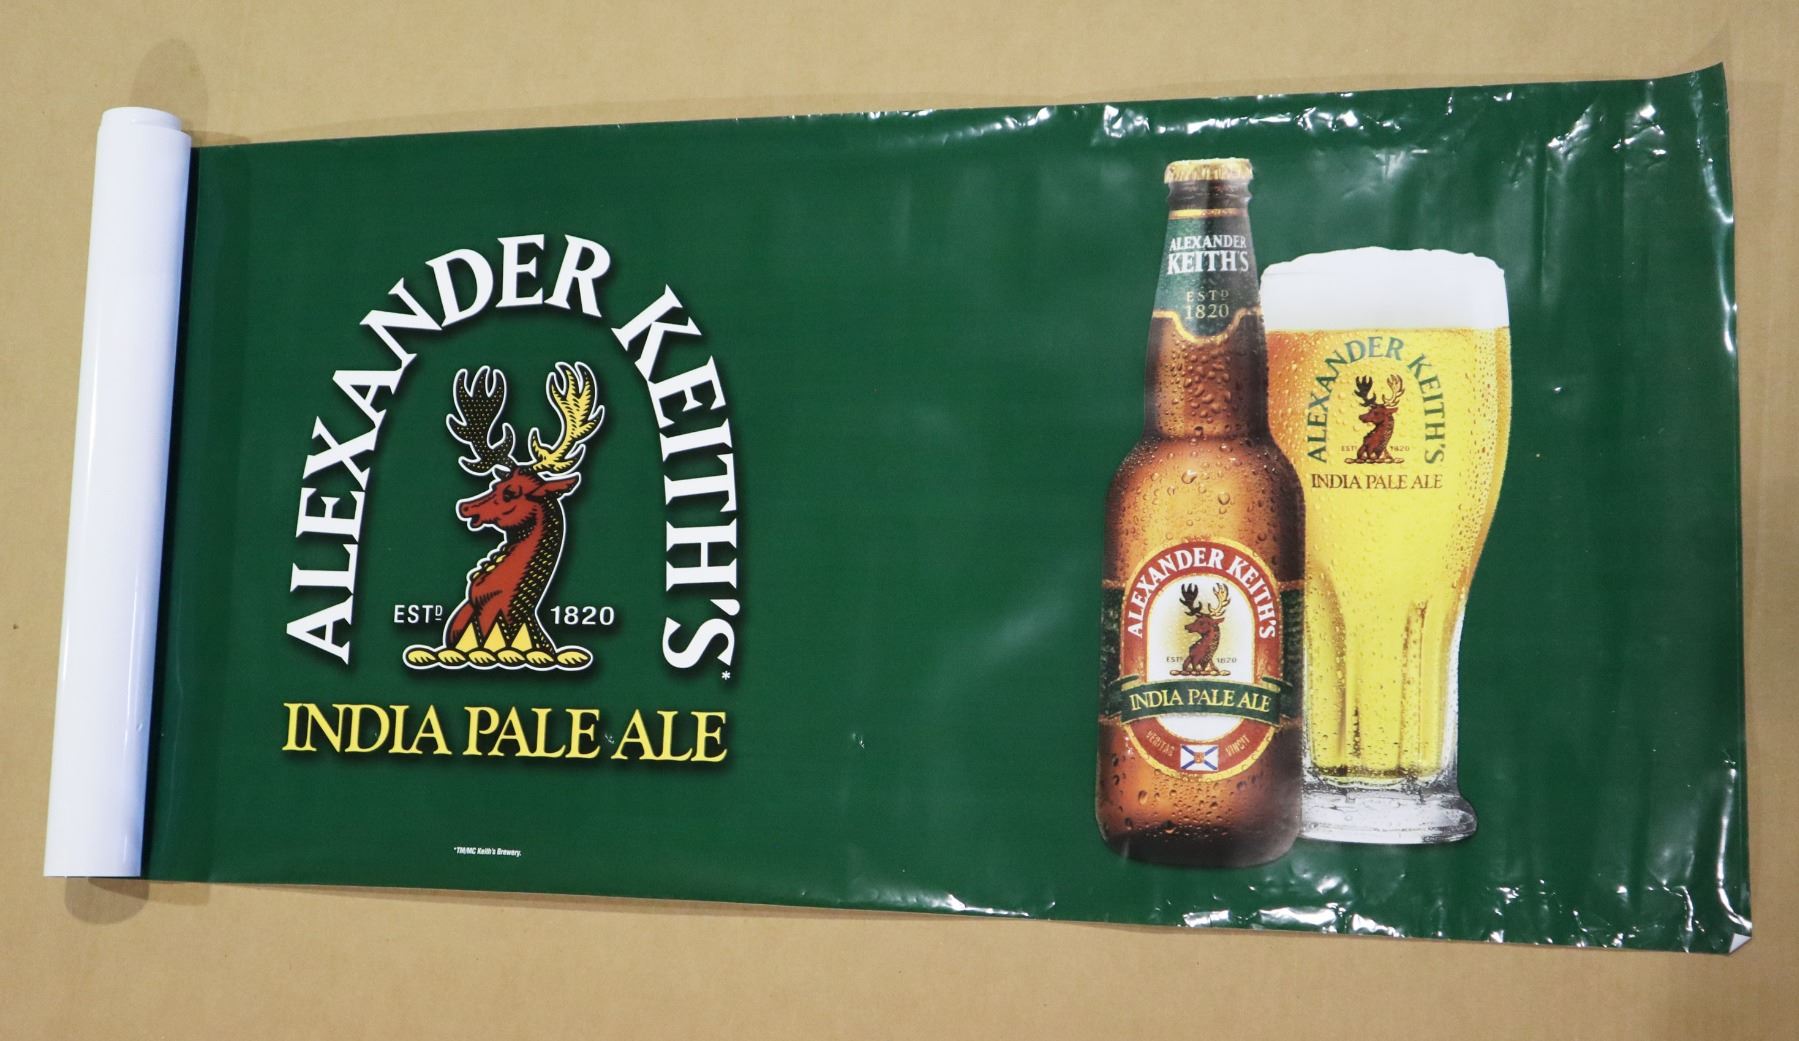 ALEXANDER KEITH'S*
ESTD 1820
INDIA PALE ALE
*TM/MC Keith's Brewery.
ALEXANDER
KEITH'S
ESTD
1820
ALEXANDER KEITH'S
ESTD 1820
INDIA PALE ALE
VERITAS VINCIT
ALEXANDER KEITH'S
ESTD 1820
INDIA PALE ALE